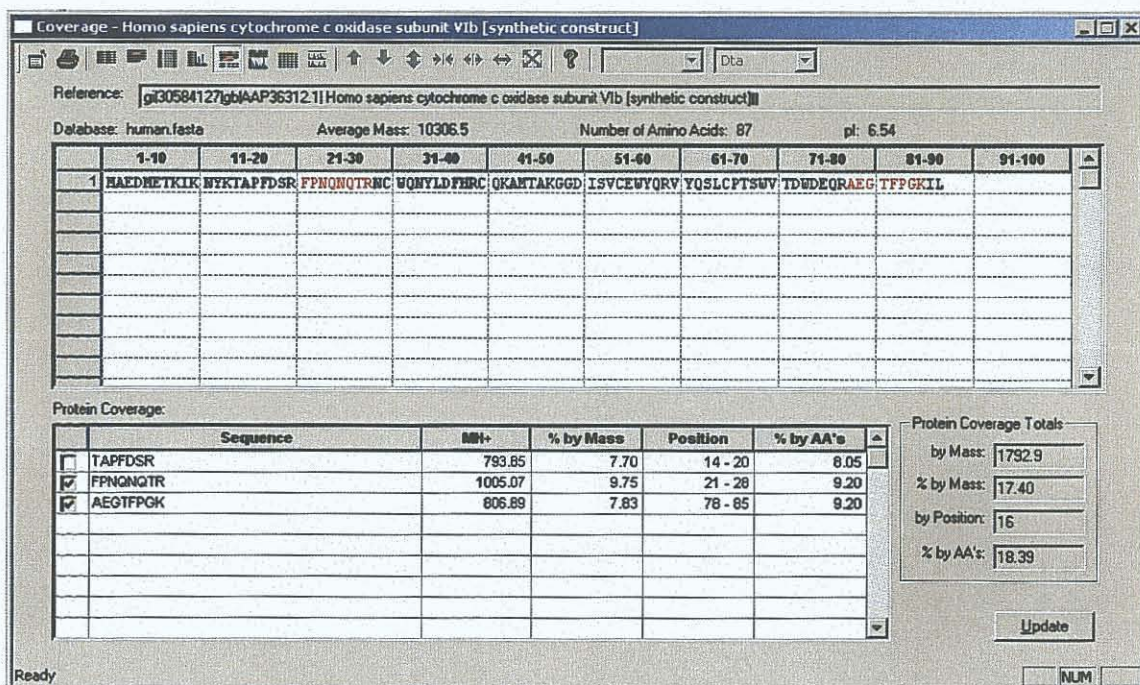 Coverage - Homo sapiens cytochrome c oxidase subunit VIb [synthetic construct]
Dta
Reference: gi|30584127|gb|AAP36312.1| Homo sapiens cytochrome c oxidase subunit VIb [synthetic construct]|||
Database: human.fasta Average Mass: 10306.5 Number of Amino Acids: 87 pI: 6.54
1-10 11-20 21-30 31-40 41-50 51-60 61-70 71-80 81-90 91-100
1 MAEDMETKIK NYKTAPFDSR FPNQNQTRNC WQNYLDFHRC QKAMTAKGGD ISVCEWYQRV YQSLCPTSWV TDWDEQRAEG TFPGKIL
Protein Coverage:
Sequence MH+ % by Mass Position % by AA's
TAPFDSR 793.85 7.70 14 - 20 8.05
FPNQNQTR 1005.07 9.75 21 - 28 9.20
AEGTFPGK 806.89 7.83 78 - 85 9.20
Protein Coverage Totals
by Mass: 1792.9
% by Mass: 17.40
by Position: 16
% by AA's: 18.39
Update
Ready NUM